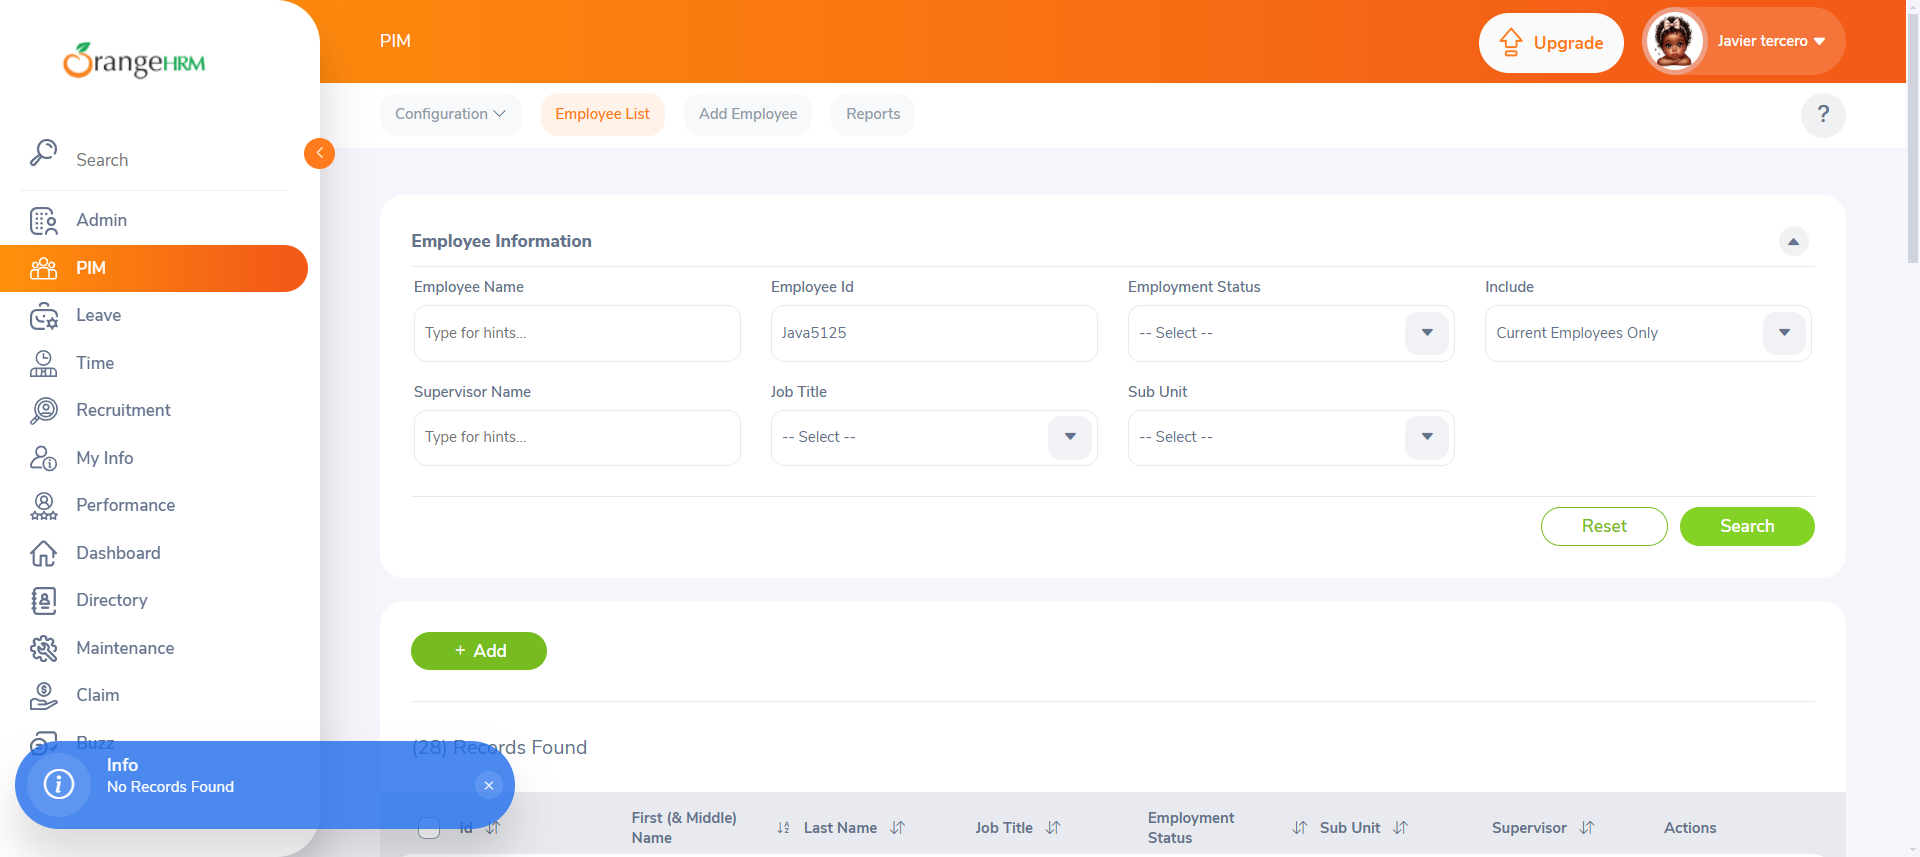 OrangeHRM
PIM
Upgrade
Javier tercero
Configuration
Employee List
Add Employee
Reports
?
Search
Admin
PIM
Leave
Time
Recruitment
My Info
Performance
Dashboard
Directory
Maintenance
Claim
Buzz
Employee Information
Employee Name
Employee Id
Employment Status
Include
Type for hints...
Java5125
-- Select --
Current Employees Only
Supervisor Name
Job Title
Sub Unit
Type for hints...
-- Select --
-- Select --
Reset
Search
+ Add
(28) Records Found
Info
No Records Found
Id
First (& Middle)
Name
Last Name
Job Title
Employment
Status
Sub Unit
Supervisor
Actions